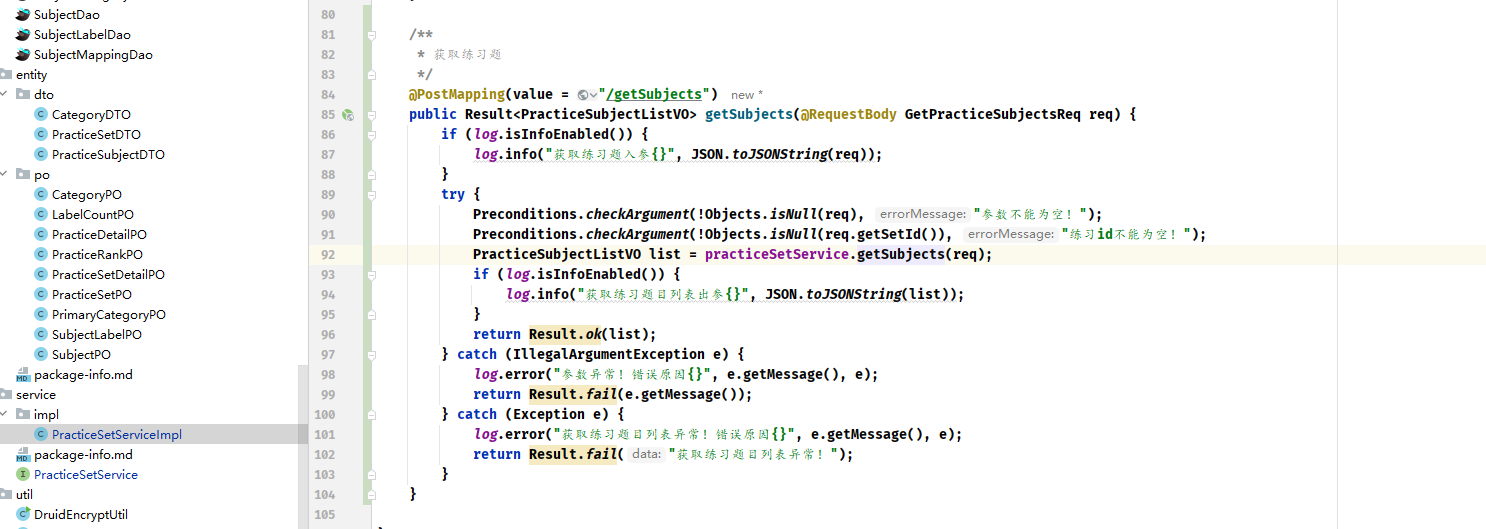 SubjectDao
SubjectLabelDao
SubjectMappingDao
entity
dto
CategoryDTO
PracticeSetDTO
PracticeSubjectDTO
po
CategoryPO
LabelCountPO
PracticeDetailPO
PracticeRankPO
PracticeSetDetailPO
PracticeSetPO
PrimaryCategoryPO
SubjectLabelPO
SubjectPO
MD package-info.md
service
impl
PracticeSetServiceImpl
MD package-info.md
PracticeSetService
util
DruidEncryptUtil
80
81 /**
82 * 获取练习题
83 */
84 @PostMapping(value = "/getSubjects") new *
85 public Result<PracticeSubjectListVO> getSubjects(@RequestBody GetPracticeSubjectsReq req) {
86 if (log.isInfoEnabled()) {
87 log.info("获取练习题入参{}", JSON.toJSONString(req));
88 }
89 try {
90 Preconditions.checkArgument(!Objects.isNull(req), errorMessage: "参数不能为空！");
91 Preconditions.checkArgument(!Objects.isNull(req.getSetId()), errorMessage: "练习id不能为空！");
92 PracticeSubjectListVO list = practiceSetService.getSubjects(req);
93 if (log.isInfoEnabled()) {
94 log.info("获取练习题目列表出参{}", JSON.toJSONString(list));
95 }
96 return Result.ok(list);
97 } catch (IllegalArgumentException e) {
98 log.error("参数异常！错误原因{}", e.getMessage(), e);
99 return Result.fail(e.getMessage());
100 } catch (Exception e) {
101 log.error("获取练习题目列表异常！错误原因{}", e.getMessage(), e);
102 return Result.fail( data: "获取练习题目列表异常！");
103 }
104 }
105